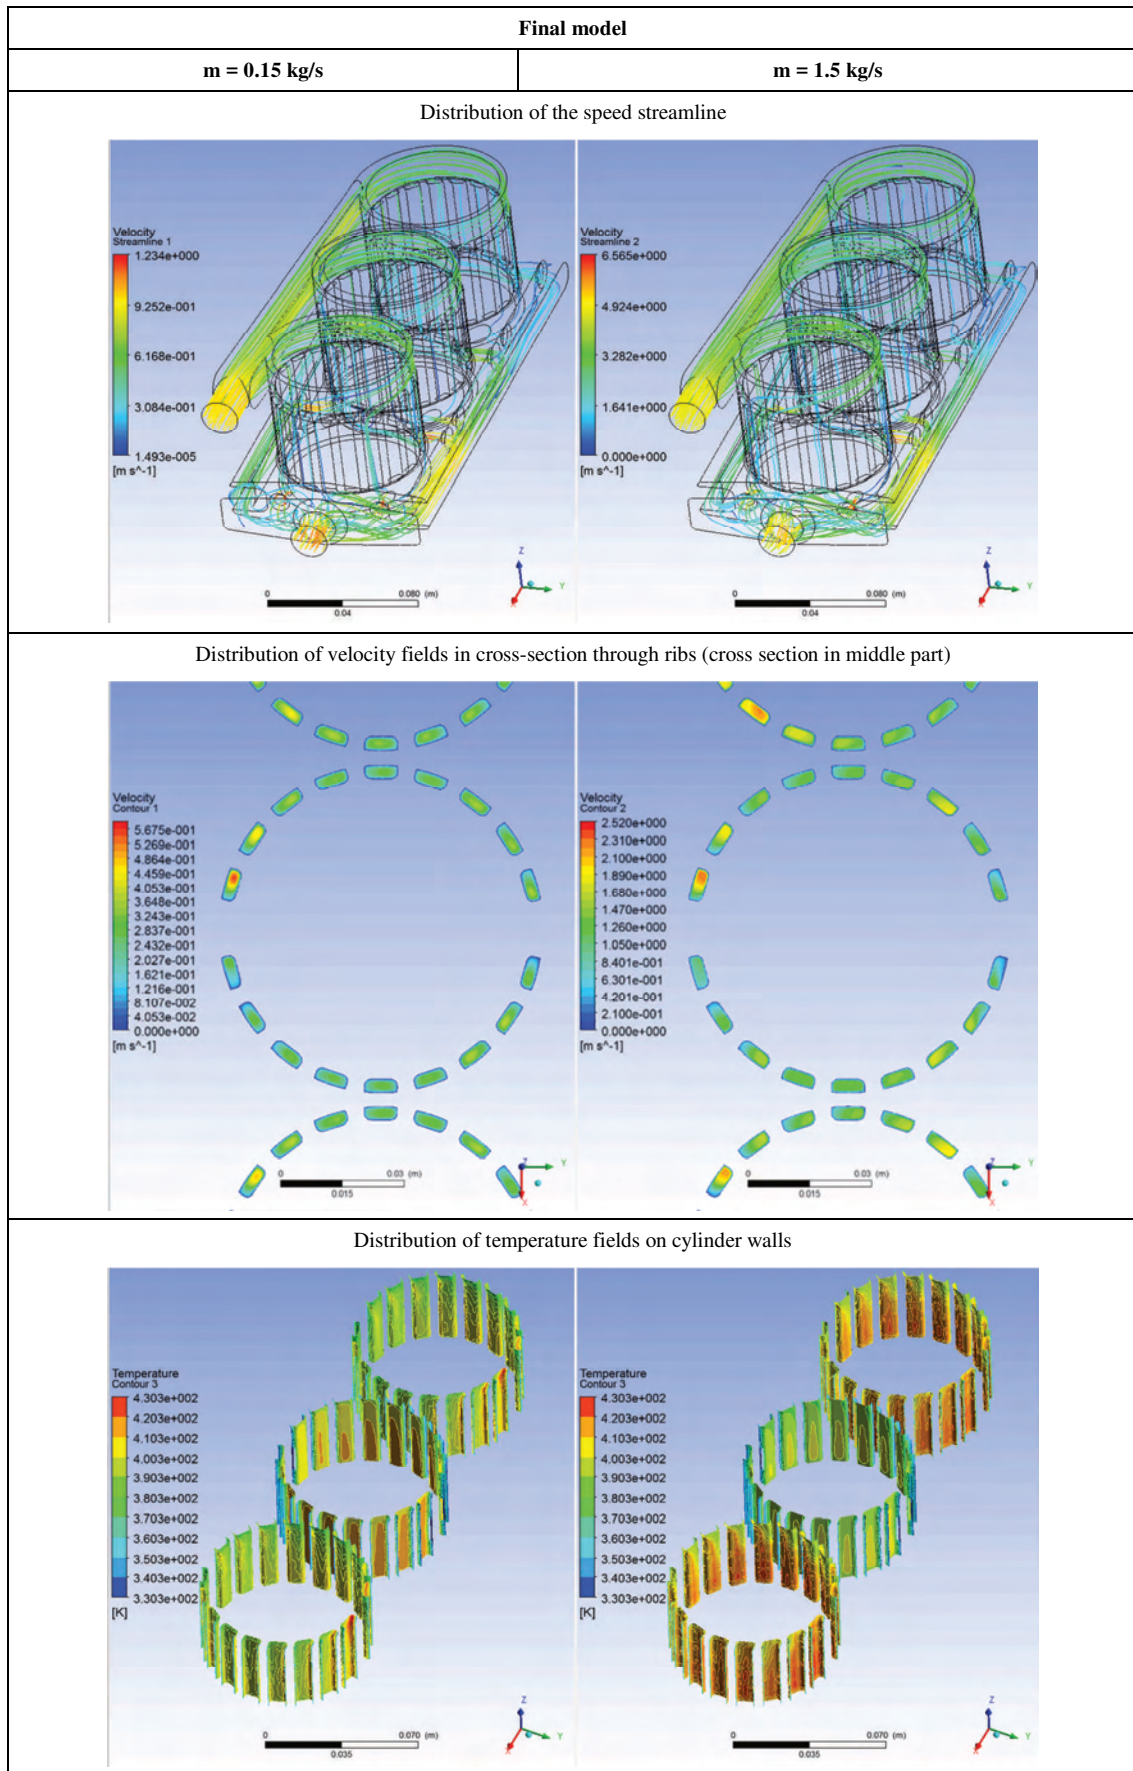 Final model
m = 0.15 kg/s
m = 1.5 kg/s
Distribution of the speed streamline
Velocity
Streamline 1
1.234e+000
9.252e-001
6.168e-001
3.084e-001
1.493e-005
[m s^-1]
0
0.080 (m)
0.04
Z
Y
X
Velocity
Streamline 2
6.565e+000
4.924e+000
3.282e+000
1.641e+000
0.000e+000
[m s^-1]
0
0.080 (m)
0.04
Z
Y
X
Distribution of velocity fields in cross-section through ribs (cross section in middle part)
Velocity
Contour 1
5.675e-001
5.269e-001
4.864e-001
4.459e-001
4.053e-001
3.648e-001
3.243e-001
2.837e-001
2.432e-001
2.027e-001
1.621e-001
1.216e-001
8.107e-002
4.053e-002
0.000e+000
[m s^-1]
0
0.03 (m)
0.015
Z
Y
X
Velocity
Contour 2
2.520e+000
2.310e+000
2.100e+000
1.890e+000
1.680e+000
1.470e+000
1.260e+000
1.050e+000
8.401e-001
6.301e-001
4.201e-001
2.100e-001
0.000e+000
[m s^-1]
0
0.03 (m)
0.015
Z
Y
X
Distribution of temperature fields on cylinder walls
Temperature
Contour 3
4.303e+002
4.203e+002
4.103e+002
4.003e+002
3.903e+002
3.803e+002
3.703e+002
3.603e+002
3.503e+002
3.403e+002
3.303e+002
[K]
0
0.070 (m)
0.035
Z
Y
X
Temperature
Contour 3
4.303e+002
4.203e+002
4.103e+002
4.003e+002
3.903e+002
3.803e+002
3.703e+002
3.603e+002
3.503e+002
3.403e+002
3.303e+002
[K]
0
0.070 (m)
0.035
Z
Y
X